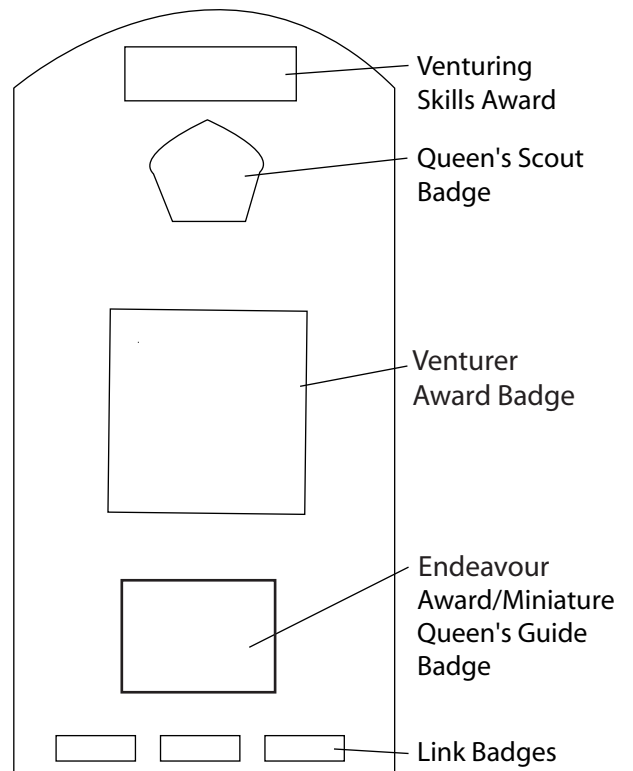 Venturing
Skills Award
Queen's Scout
Badge
Venturer
Award Badge
Endeavour
Award/Miniature
Queen's Guide
Badge
Link Badges